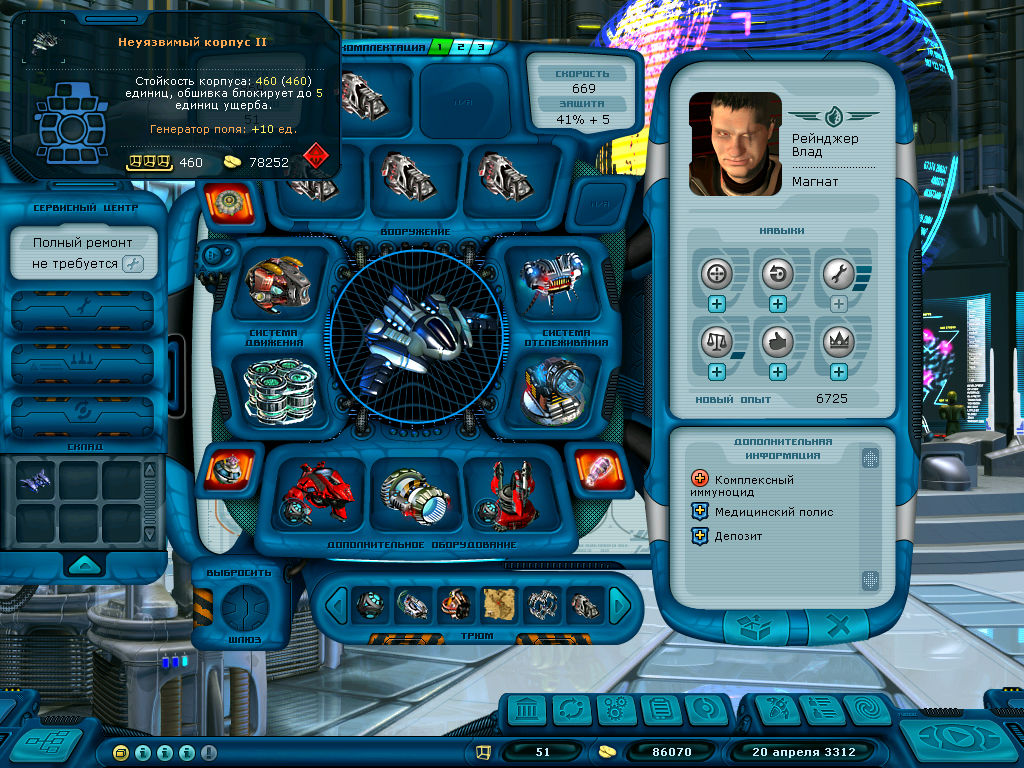 Неуязвимый корпус II
Стойкость корпуса: 460 (460)
единиц, обшивка блокирует до 5
единиц ущерба.
51
Генератор поля: +10 ед.
460
78252
КОМПЛЕКТАЦИЯ 1 2 3
N/A
СКОРОСТЬ
669
ЗАЩИТА
41% + 5
N/A
ВООРУЖЕНИЕ
СЕРВИСНЫЙ ЦЕНТР
Полный ремонт
не требуется
СКЛАД
СИСТЕМА
ДВИЖЕНИЯ
СИСТЕМА
ОТСЛЕЖИВАНИЯ
ДОПОЛНИТЕЛЬНОЕ ОБОРУДОВАНИЕ
ВЫБРОСИТЬ
ШЛЮЗ
ТРЮМ
Рейнджер
Влад
Магнат
НАВЫКИ
НОВЫЙ ОПЫТ 6725
ДОПОЛНИТЕЛЬНАЯ
ИНФОРМАЦИЯ
Комплексный
иммуноцид
Медицинский полис
Депозит
51
86070
20 апреля 3312